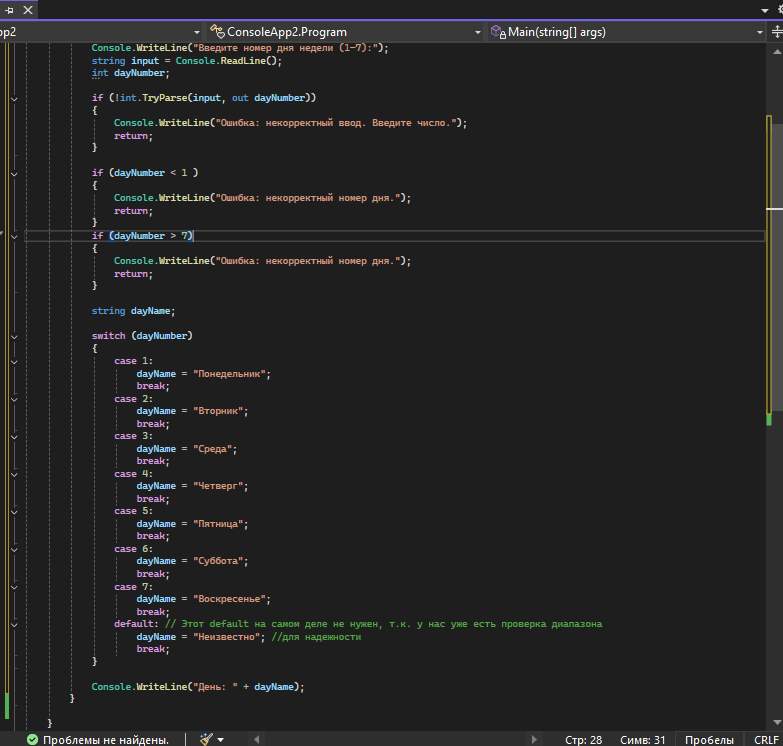 pp2
ConsoleApp2.Program
Main(string[] args)
Console.WriteLine("Введите номер дня недели (1-7):");
string input = Console.ReadLine();
int dayNumber;
if (!int.TryParse(input, out dayNumber))
{
Console.WriteLine("Ошибка: некорректный ввод. Введите число.");
return;
}
if (dayNumber < 1 )
{
Console.WriteLine("Ошибка: некорректный номер дня.");
return;
}
if (dayNumber > 7)
{
Console.WriteLine("Ошибка: некорректный номер дня.");
return;
}
string dayName;
switch (dayNumber)
{
case 1:
dayName = "Понедельник";
break;
case 2:
dayName = "Вторник";
break;
case 3:
dayName = "Среда";
break;
case 4:
dayName = "Четверг";
break;
case 5:
dayName = "Пятница";
break;
case 6:
dayName = "Суббота";
break;
case 7:
dayName = "Воскресенье";
break;
default: // Этот default на самом деле не нужен, т.к. у нас уже есть проверка диапазона
dayName = "Неизвестно"; //для надежности
break;
}
Console.WriteLine("День: " + dayName);
}
}
Проблемы не найдены.
Стр: 28
Симв: 31
Пробелы
CRLF